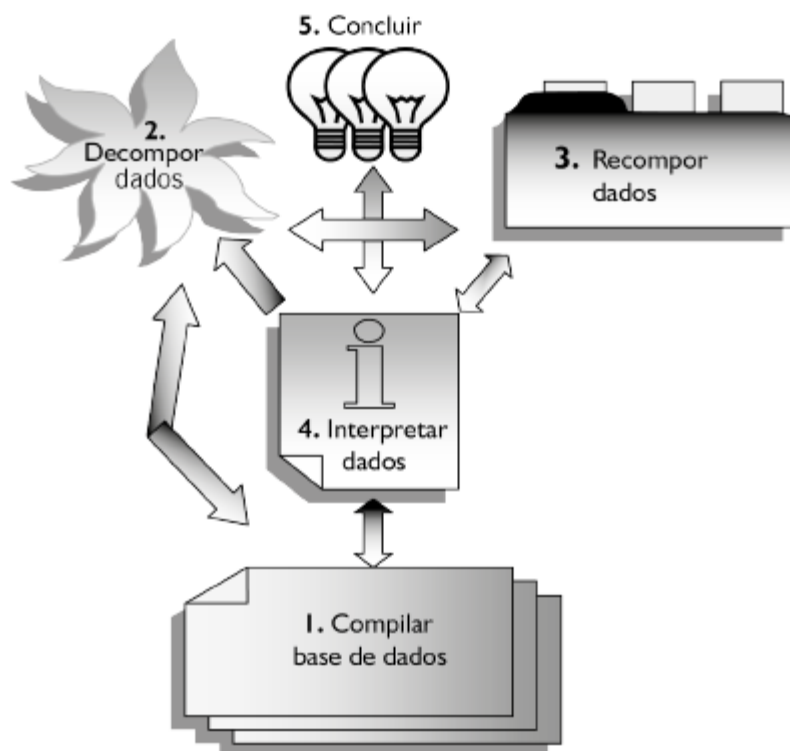 5. Concluir
2.
Decompor
dados
3. Recompor
dados
4. Interpretar
dados
1. Compilar
base de dados